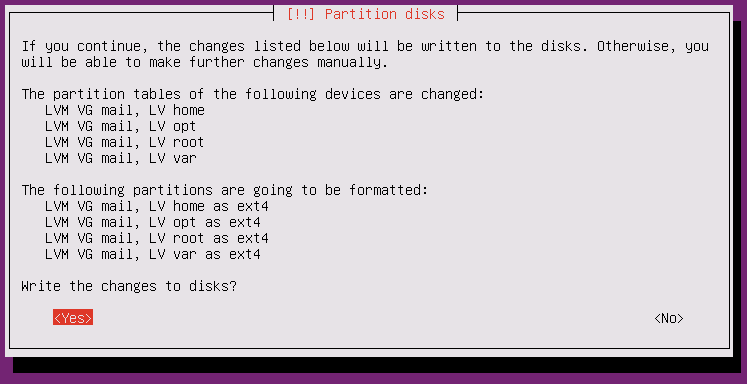 [!!] Partition disks
If you continue, the changes listed below will be written to the disks. Otherwise, you
will be able to make further changes manually.
The partition tables of the following devices are changed:
LVM VG mail, LV home
LVM VG mail, LV opt
LVM VG mail, LV root
LVM VG mail, LV var
The following partitions are going to be formatted:
LVM VG mail, LV home as ext4
LVM VG mail, LV opt as ext4
LVM VG mail, LV root as ext4
LVM VG mail, LV var as ext4
Write the changes to disks?
<Yes> <No>